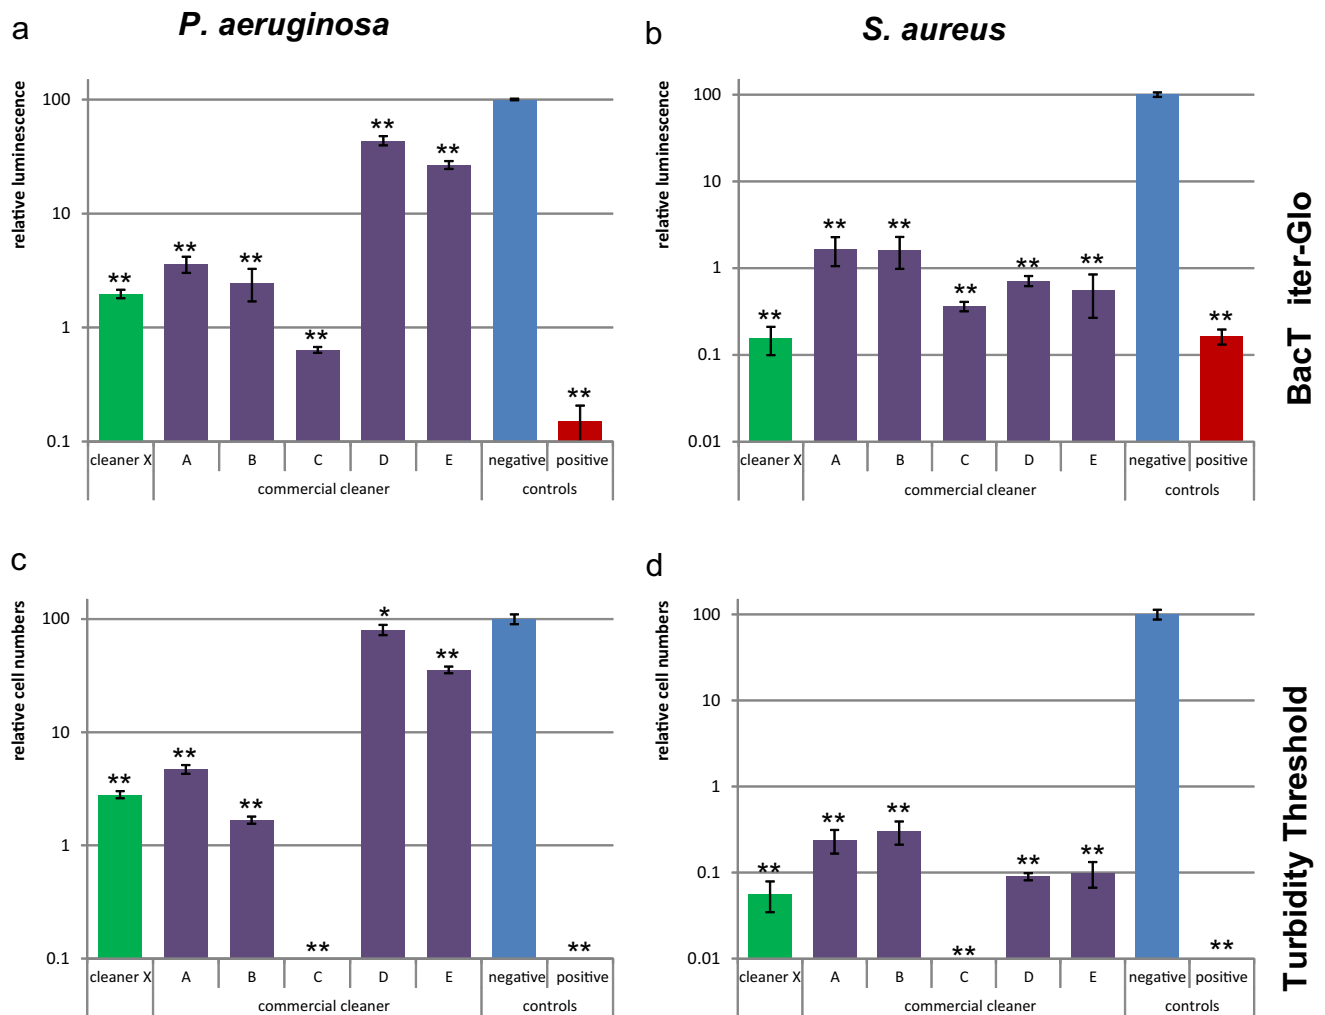 a
P. aeruginosa
relative luminescence
100
10
1
0.1
**
**
**
**
**
**
**
cleaner X A B C D E negative positive
commercial cleaner controls
b
S. aureus
relative luminescence
100
10
1
0.1
0.01
**
**
**
**
**
**
**
cleaner X A B C D E negative positive
commercial cleaner controls
BacT iter-Glo
c
relative cell numbers
100
10
1
0.1
**
**
**
**
*
**
**
cleaner X A B C D E negative positive
commercial cleaner controls
d
relative cell numbers
100
10
1
0.1
0.01
**
**
**
**
**
**
**
cleaner X A B C D E negative positive
commercial cleaner controls
Turbidity Threshold